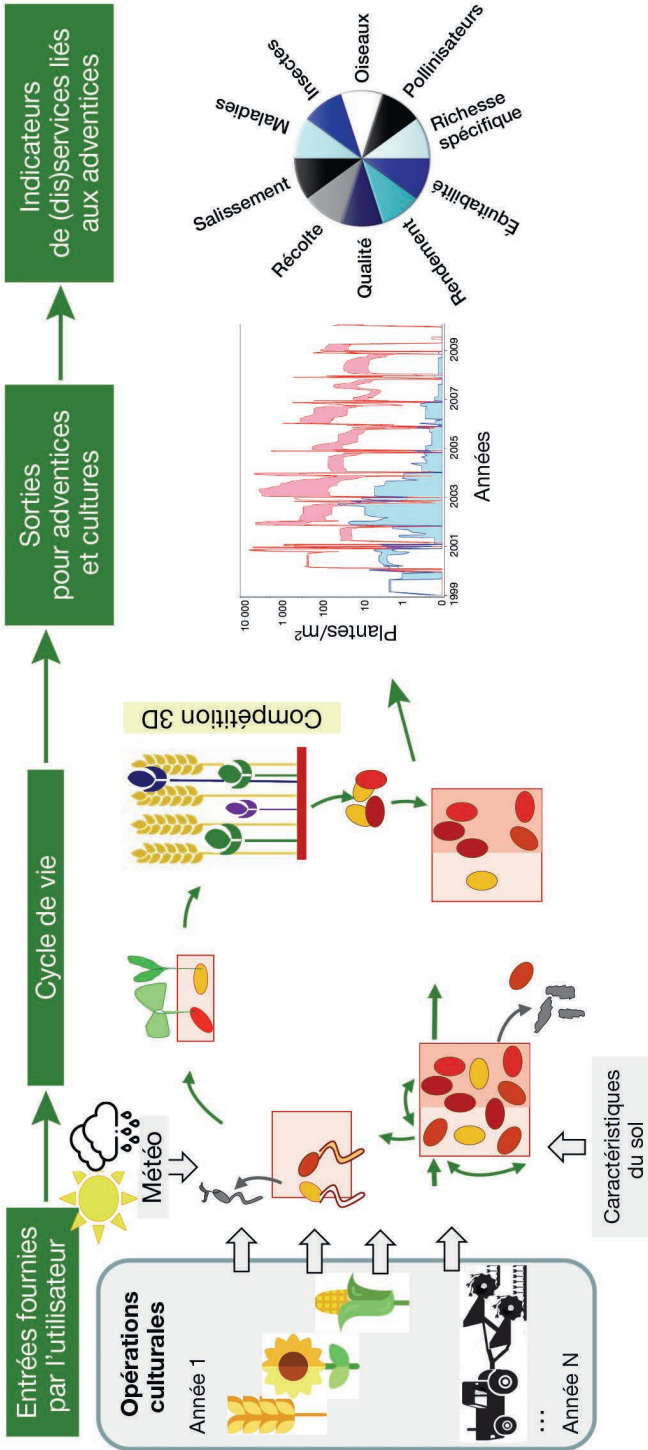 Entrées fournies
par l'utilisateur
Cycle de vie
Sorties
pour adventices
et cultures
Indicateurs
de (dis)services liés
aux adventices
Opérations
culturales
Année 1
...
Année N
Météo
Caractéristiques
du sol
Compétition 3D
Plantes/m²
10 000
1 000
100
10
1
0
1999
2001
2003
2005
2007
2009
Années
Oiseaux
Pollinisateurs
Richesse
spécifique
Équitabilité
Rendement
Qualité
Récolte
Salissement
Maladies
Insectes